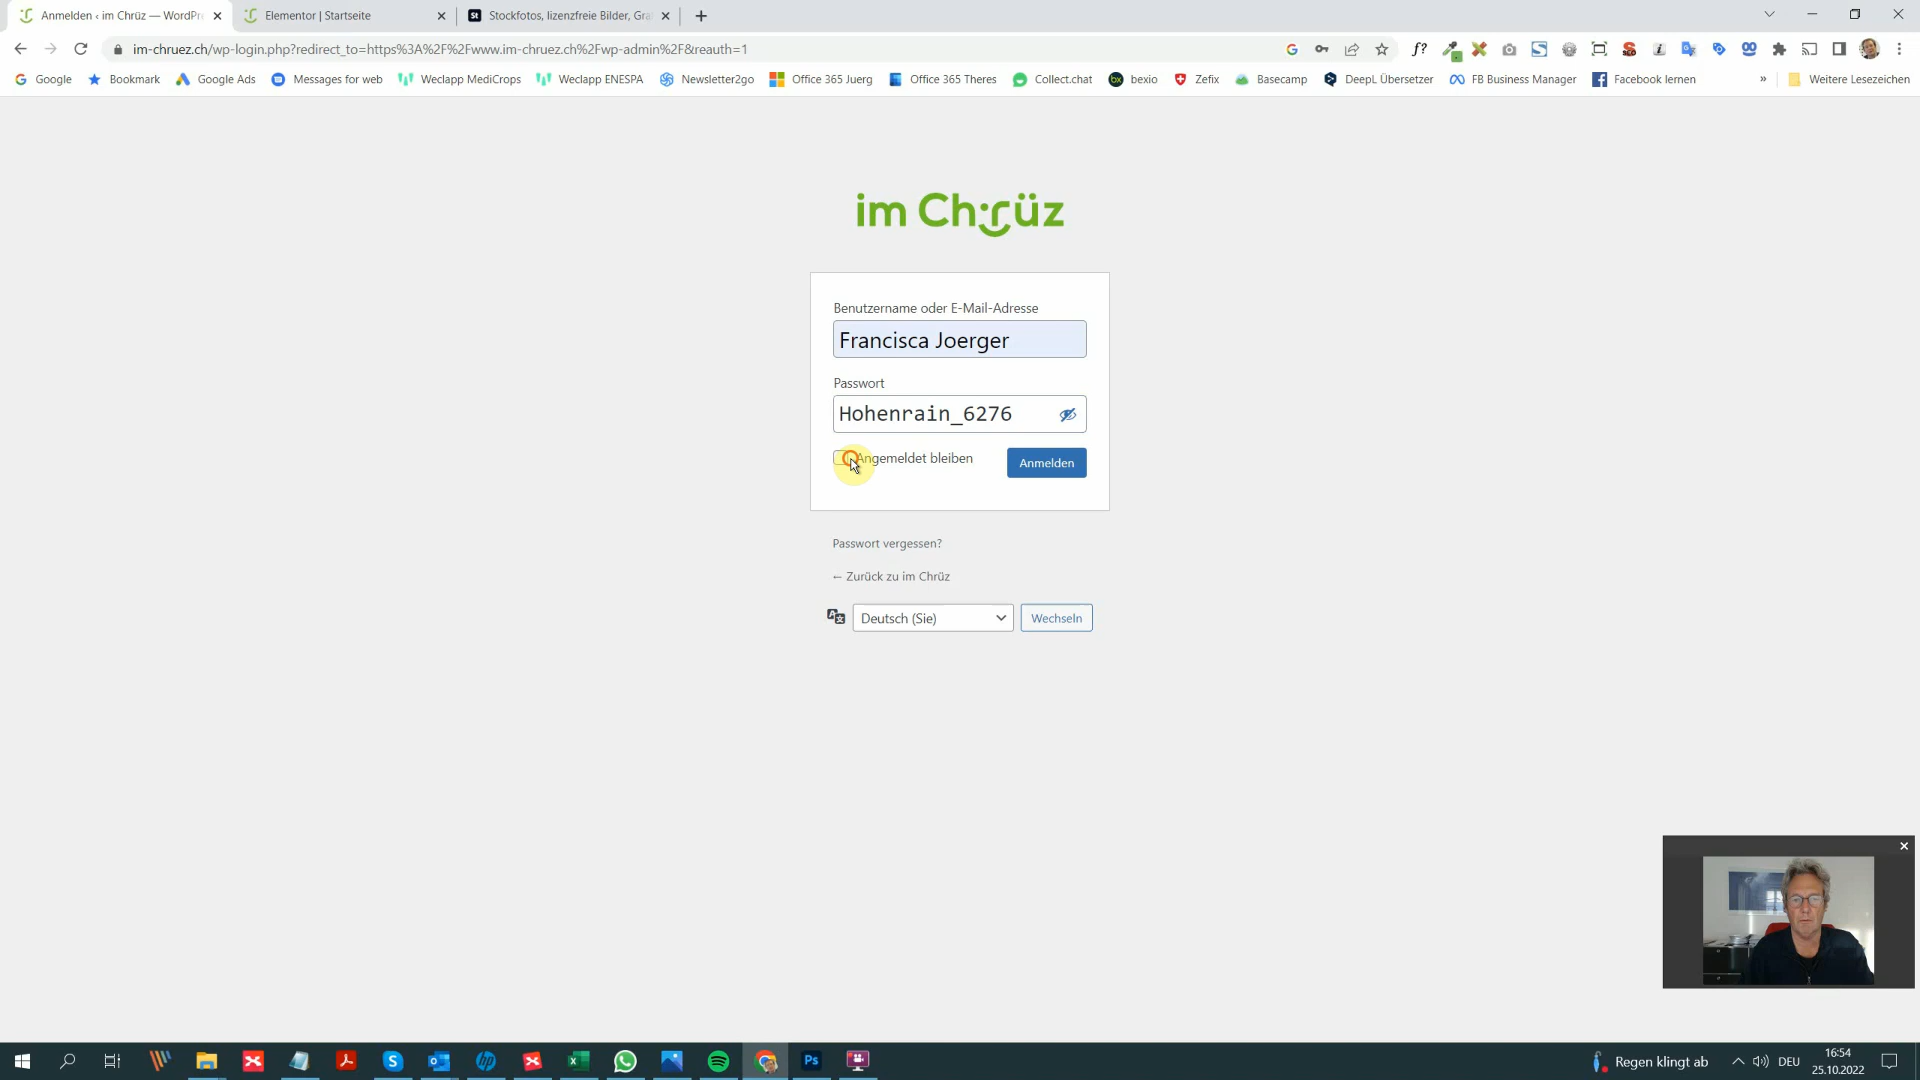 Anmelden ‹ im Chrüz — WordPre
Elementor | Startseite
St
Stockfotos, lizenzfreie Bilder, Gra
im-chruez.ch/wp-login.php?redirect_to=https%3A%2F%2Fwww.im-chruez.ch%2Fwp-admin%2F&reauth=1
Google
Bookmark
Google Ads
Messages for web
Weclapp MediCrops
Weclapp ENESPA
Newsletter2go
Office 365 Juerg
Office 365 Theres
Collect.chat
bexio
Zefix
Basecamp
DeepL Übersetzer
FB Business Manager
Facebook lernen
»
Weitere Lesezeichen
im Chrüz
Benutzername oder E-Mail-Adresse
Francisca Joerger
Passwort
Hohenrain_6276
Angemeldet bleiben
Anmelden
Passwort vergessen?
← Zurück zu im Chrüz
Deutsch (Sie)
Wechseln
Ps
Regen klingt ab
DEU
16:54
25.10.2022